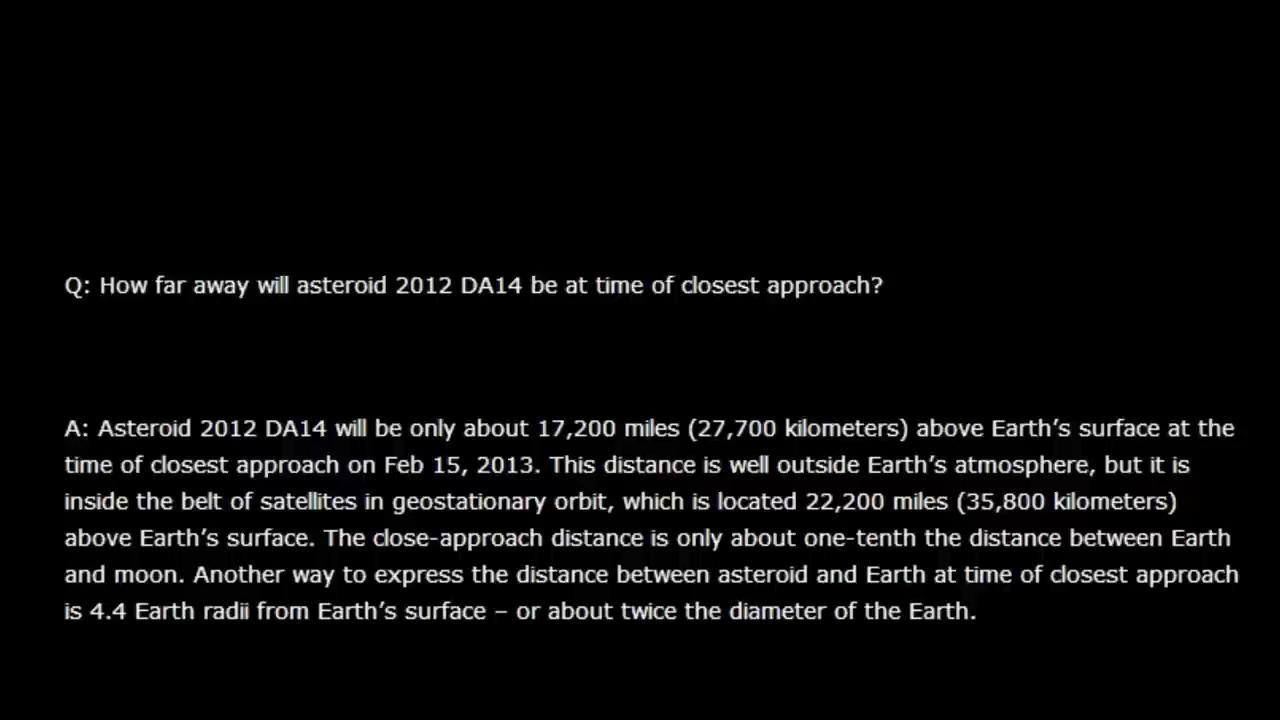 Q: How far away will asteroid 2012 DA14 be at time of closest approach?
A: Asteroid 2012 DA14 will be only about 17,200 miles (27,700 kilometers) above Earth’s surface at the
time of closest approach on Feb 15, 2013. This distance is well outside Earth’s atmosphere, but it is
inside the belt of satellites in geostationary orbit, which is located 22,200 miles (35,800 kilometers)
above Earth’s surface. The close-approach distance is only about one-tenth the distance between Earth
and moon. Another way to express the distance between asteroid and Earth at time of closest approach
is 4.4 Earth radii from Earth’s surface – or about twice the diameter of the Earth.